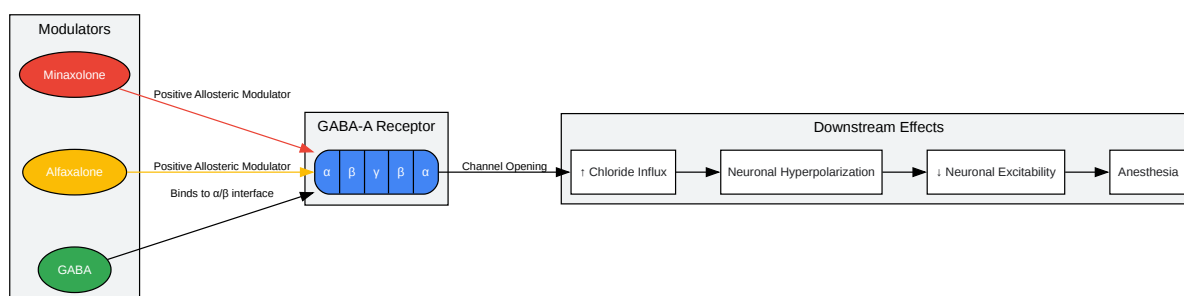 Modulators
Minaxolone
Alfaxalone
GABA
Positive Allosteric Modulator
Positive Allosteric Modulator
Binds to α/β interface
GABA-A Receptor
α β γ β α
Channel Opening
Downstream Effects
↑ Chloride Influx
Neuronal Hyperpolarization
↓ Neuronal Excitability
Anesthesia